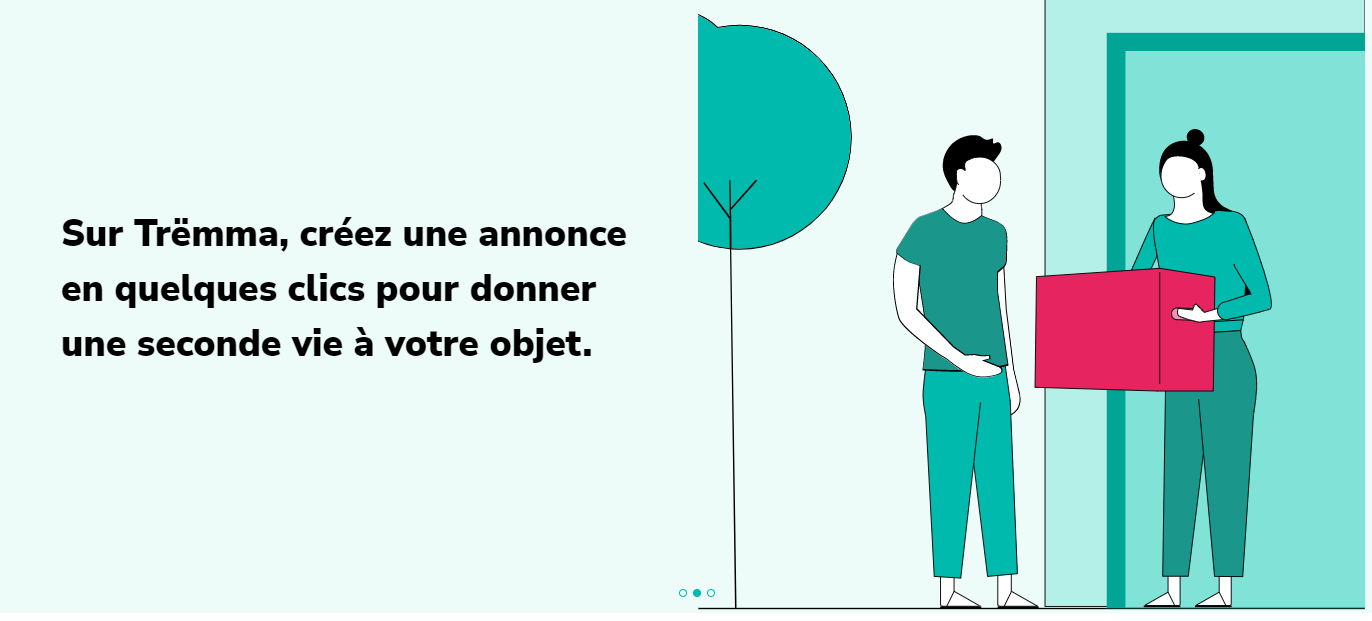 Sur Trëmma, créez une annonce
en quelques clics pour donner
une seconde vie à votre objet.